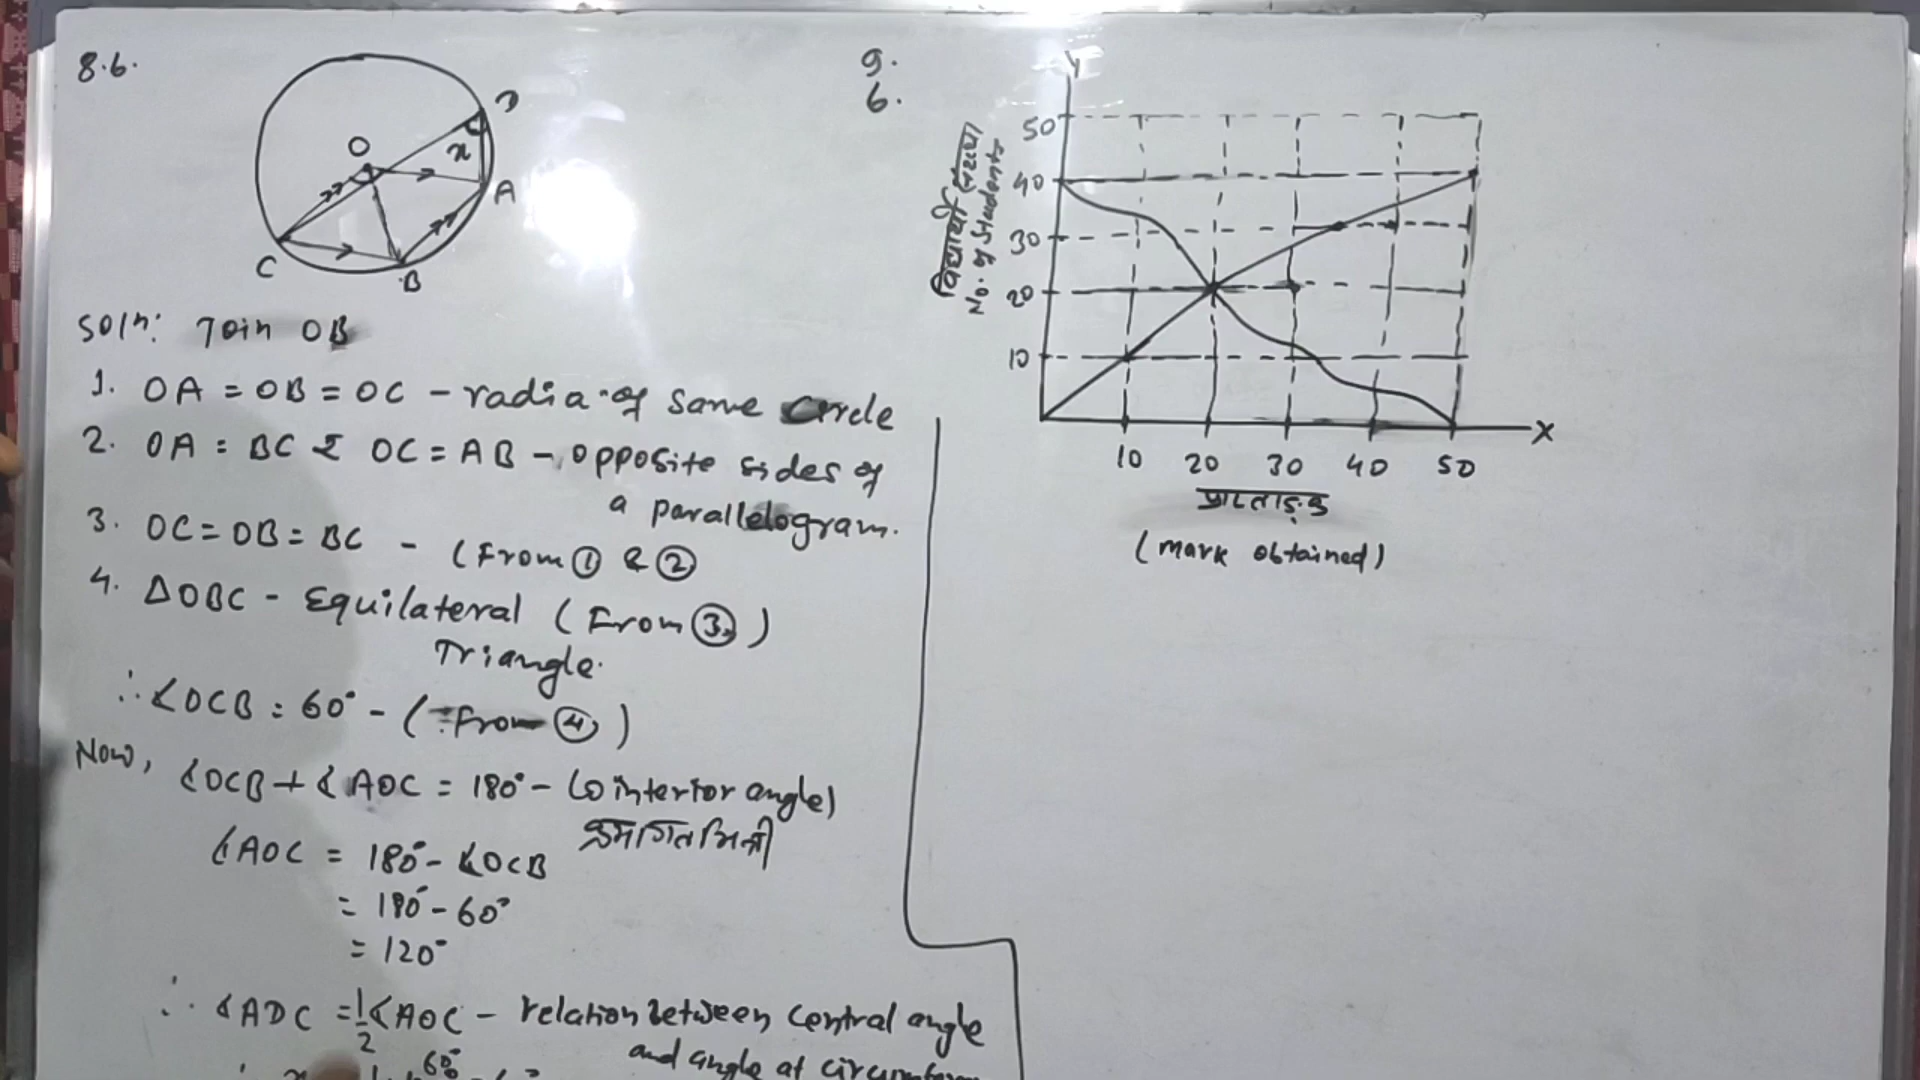 8.6.
D
O
x
A
C
B
Soln: Join OB
1. OA = OB = OC - radia of same Circle
2. OA = BC & OC = AB - opposite sides of
a parallelogram.
3. OC = OB = BC - (From ① & ②
4. ΔOBC - Equilateral (From ③)
Triangle.
∴ ∢OCB = 60° - (From ④)
Now, ∢OCB + ∢AOC = 180° - Cointerior angle)
क्रमागत भित्री
∢AOC = 180° - ∢OCB
= 180° - 60°
= 120°
∴ ∢ADC = 1/2 ∢AOC - relation between Central angle
and angle at
9.
6.
Y
50
40
30
20
10
विद्यार्थी संख्या
No. of Students
10 20 30 40 50
X
प्राप्ताङ्क
(mark obtained)